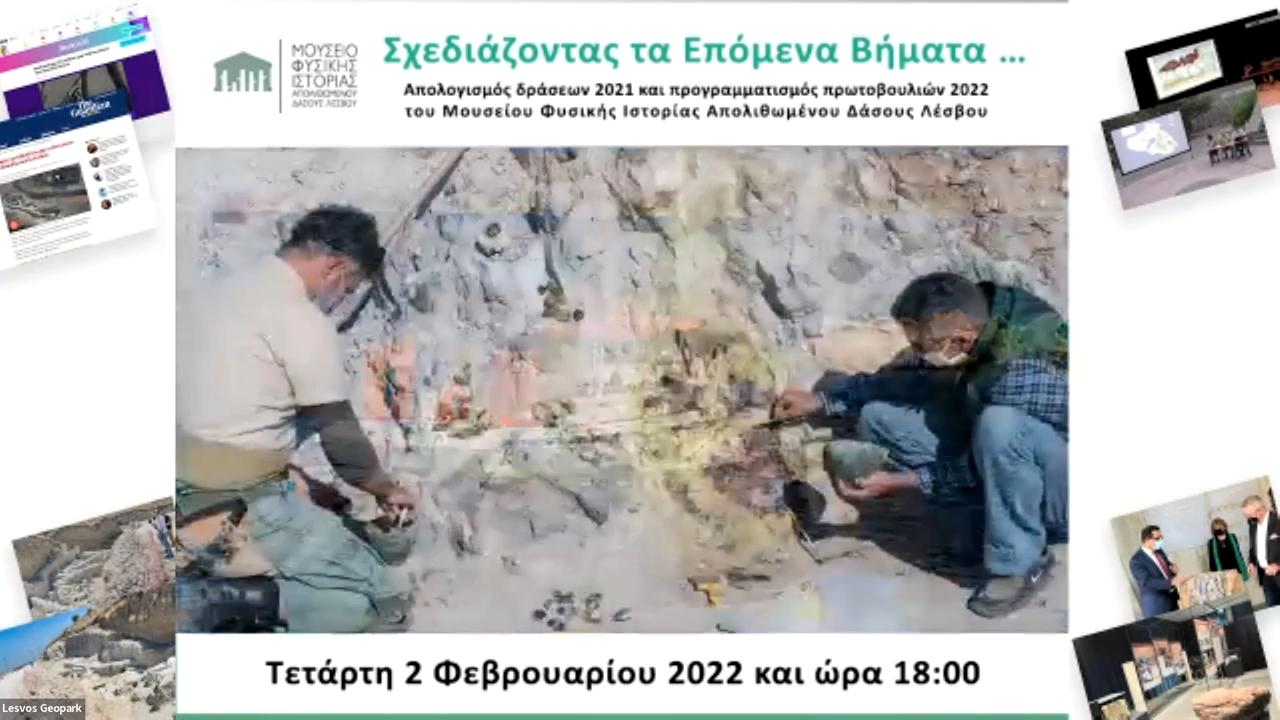 ΜΟΥΣΕΙΟ
ΦΥΣΙΚΗΣ
ΙΣΤΟΡΙΑΣ
ΑΠΟΛΙΘΩΜΕΝΟΥ
ΔΑΣΟΥΣ ΛΕΣΒΟΥ
Σχεδιάζοντας τα Επόμενα Βήματα ...
Απολογισμός δράσεων 2021 και προγραμματισμός πρωτοβουλιών 2022
του Μουσείου Φυσικής Ιστορίας Απολιθωμένου Δάσους Λέσβου
Τετάρτη 2 Φεβρουαρίου 2022 και ώρα 18:00
Lesvos Geopark